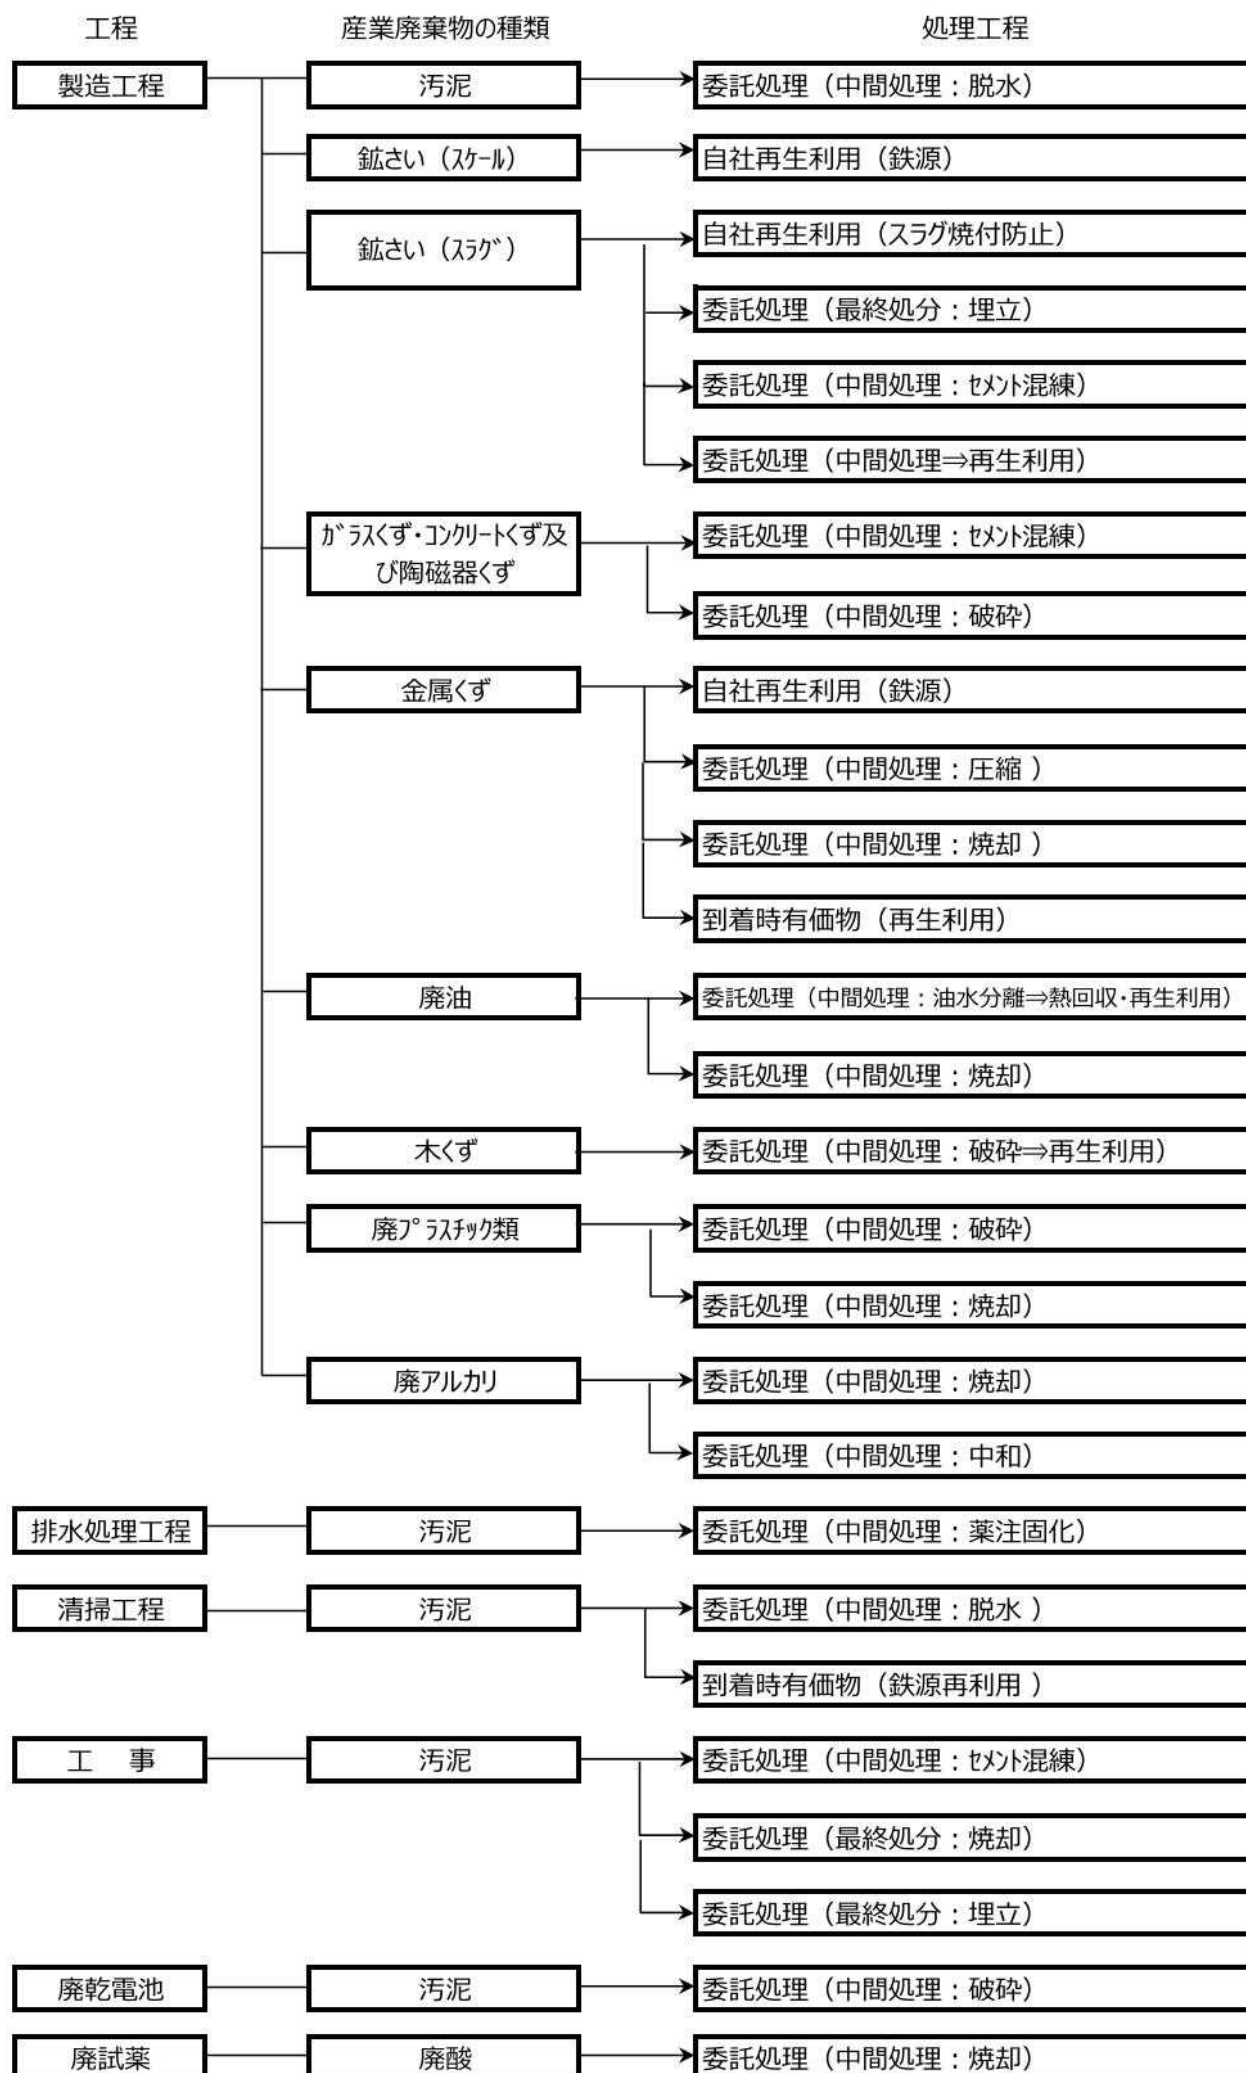 工程 産業廃棄物の種類 処理工程
製造工程 汚泥 委託処理（中間処理：脱水）
鉱さい（ｽｹｰﾙ） 自社再生利用（鉄源）
鉱さい（ｽﾗｸﾞ） 自社再生利用（スラグ焼付防止）
委託処理（最終処分：埋立）
委託処理（中間処理：ｾﾒﾝﾄ混練）
委託処理（中間処理⇒再生利用）
ｶﾞﾗｽくず・ｺﾝｸﾘｰﾄくず及 委託処理（中間処理：ｾﾒﾝﾄ混練）
び陶磁器くず
委託処理（中間処理：破砕）
金属くず 自社再生利用（鉄源）
委託処理（中間処理：圧縮 ）
委託処理（中間処理：焼却 ）
到着時有価物（再生利用）
廃油 委託処理（中間処理：油水分離⇒熱回収・再生利用）
委託処理（中間処理：焼却）
木くず 委託処理（中間処理：破砕⇒再生利用）
廃ﾌﾟﾗｽﾁｯｸ類 委託処理（中間処理：破砕）
委託処理（中間処理：焼却）
廃アルカリ 委託処理（中間処理：焼却）
委託処理（中間処理：中和）
排水処理工程 汚泥 委託処理（中間処理：薬注固化）
清掃工程 汚泥 委託処理（中間処理：脱水 ）
到着時有価物（鉄源再利用 ）
工　事 汚泥 委託処理（中間処理：ｾﾒﾝﾄ混練）
委託処理（最終処分：焼却）
委託処理（最終処分：埋立）
廃乾電池 汚泥 委託処理（中間処理：破砕）
廃試薬 廃酸 委託処理（中間処理：焼却）